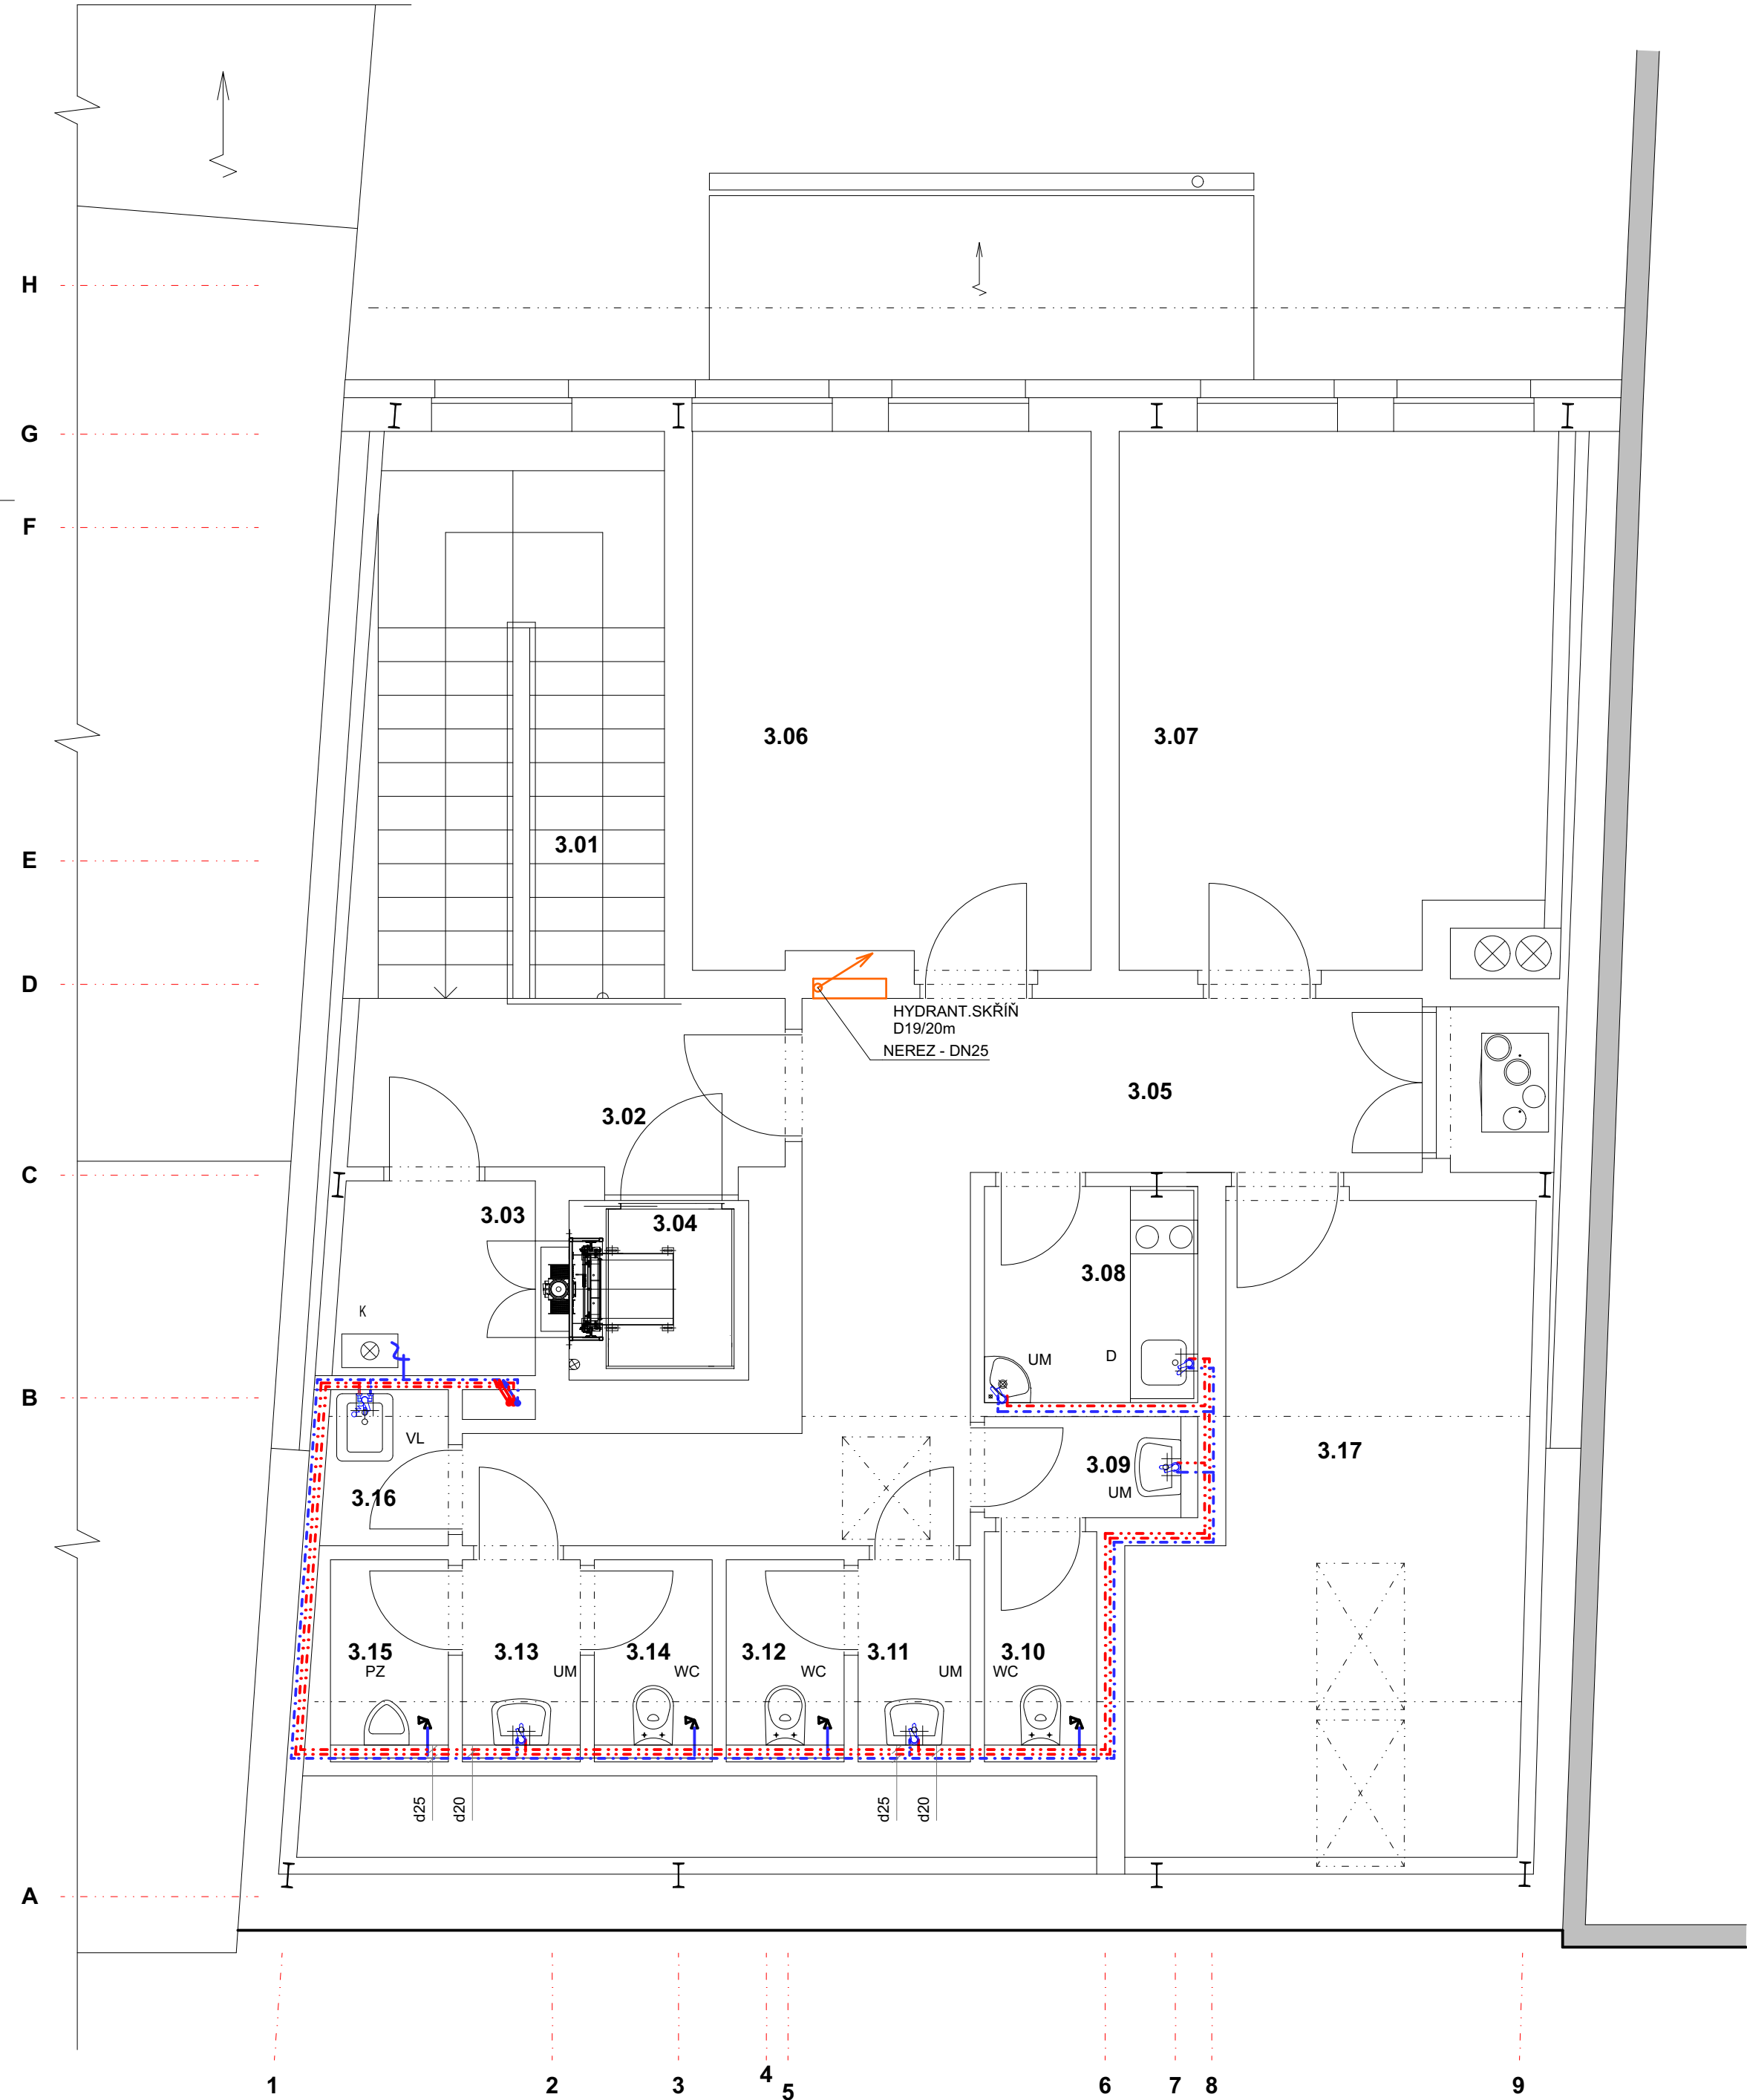 H
G
F
3.06
3.07
3.01
E
D
HYDRANT.SKŘÍŇ
D19/20m
NEREZ - DN25
3.05
3.02
C
3.03
3.04
3.08
K
UM
D
B
VL
3.17
3.09
UM
3.16
x
3.15
PZ
3.13
UM
3.14
WC
3.12
WC
3.11
UM
3.10
WC
x
x
d25
d20
d25
d20
A
1
2
3
4
5
6
7
8
9